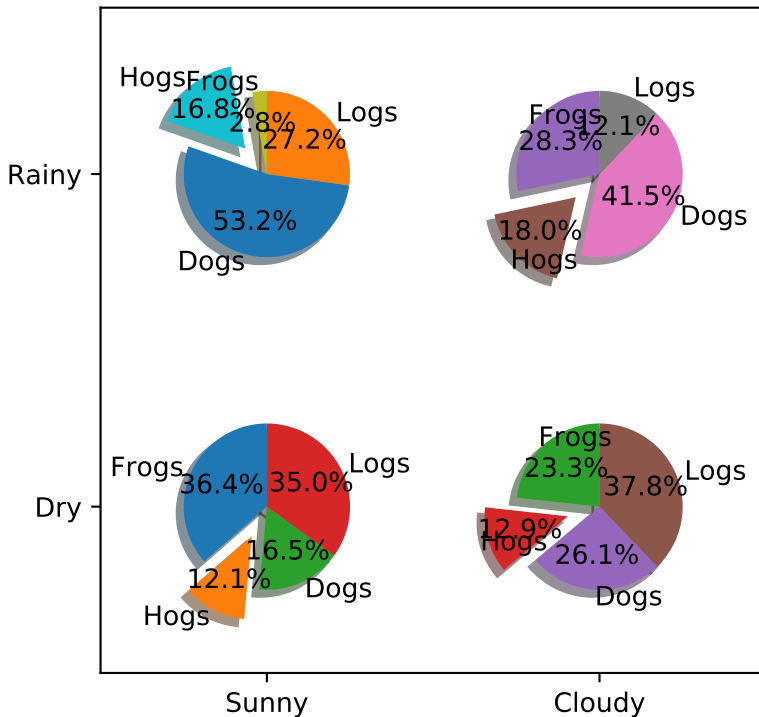 Hogs
Frogs
Logs
16.8%
2.8%
27.2%
53.2%
Dogs
Logs
Frogs
12.1%
28.3%
41.5%
Dogs
18.0%
Hogs
Rainy
Frogs
Logs
36.4%
35.0%
16.5%
12.1%
Dogs
Hogs
Frogs
23.3%
Logs
37.8%
12.9%
Hogs
26.1%
Dogs
Dry
Sunny
Cloudy